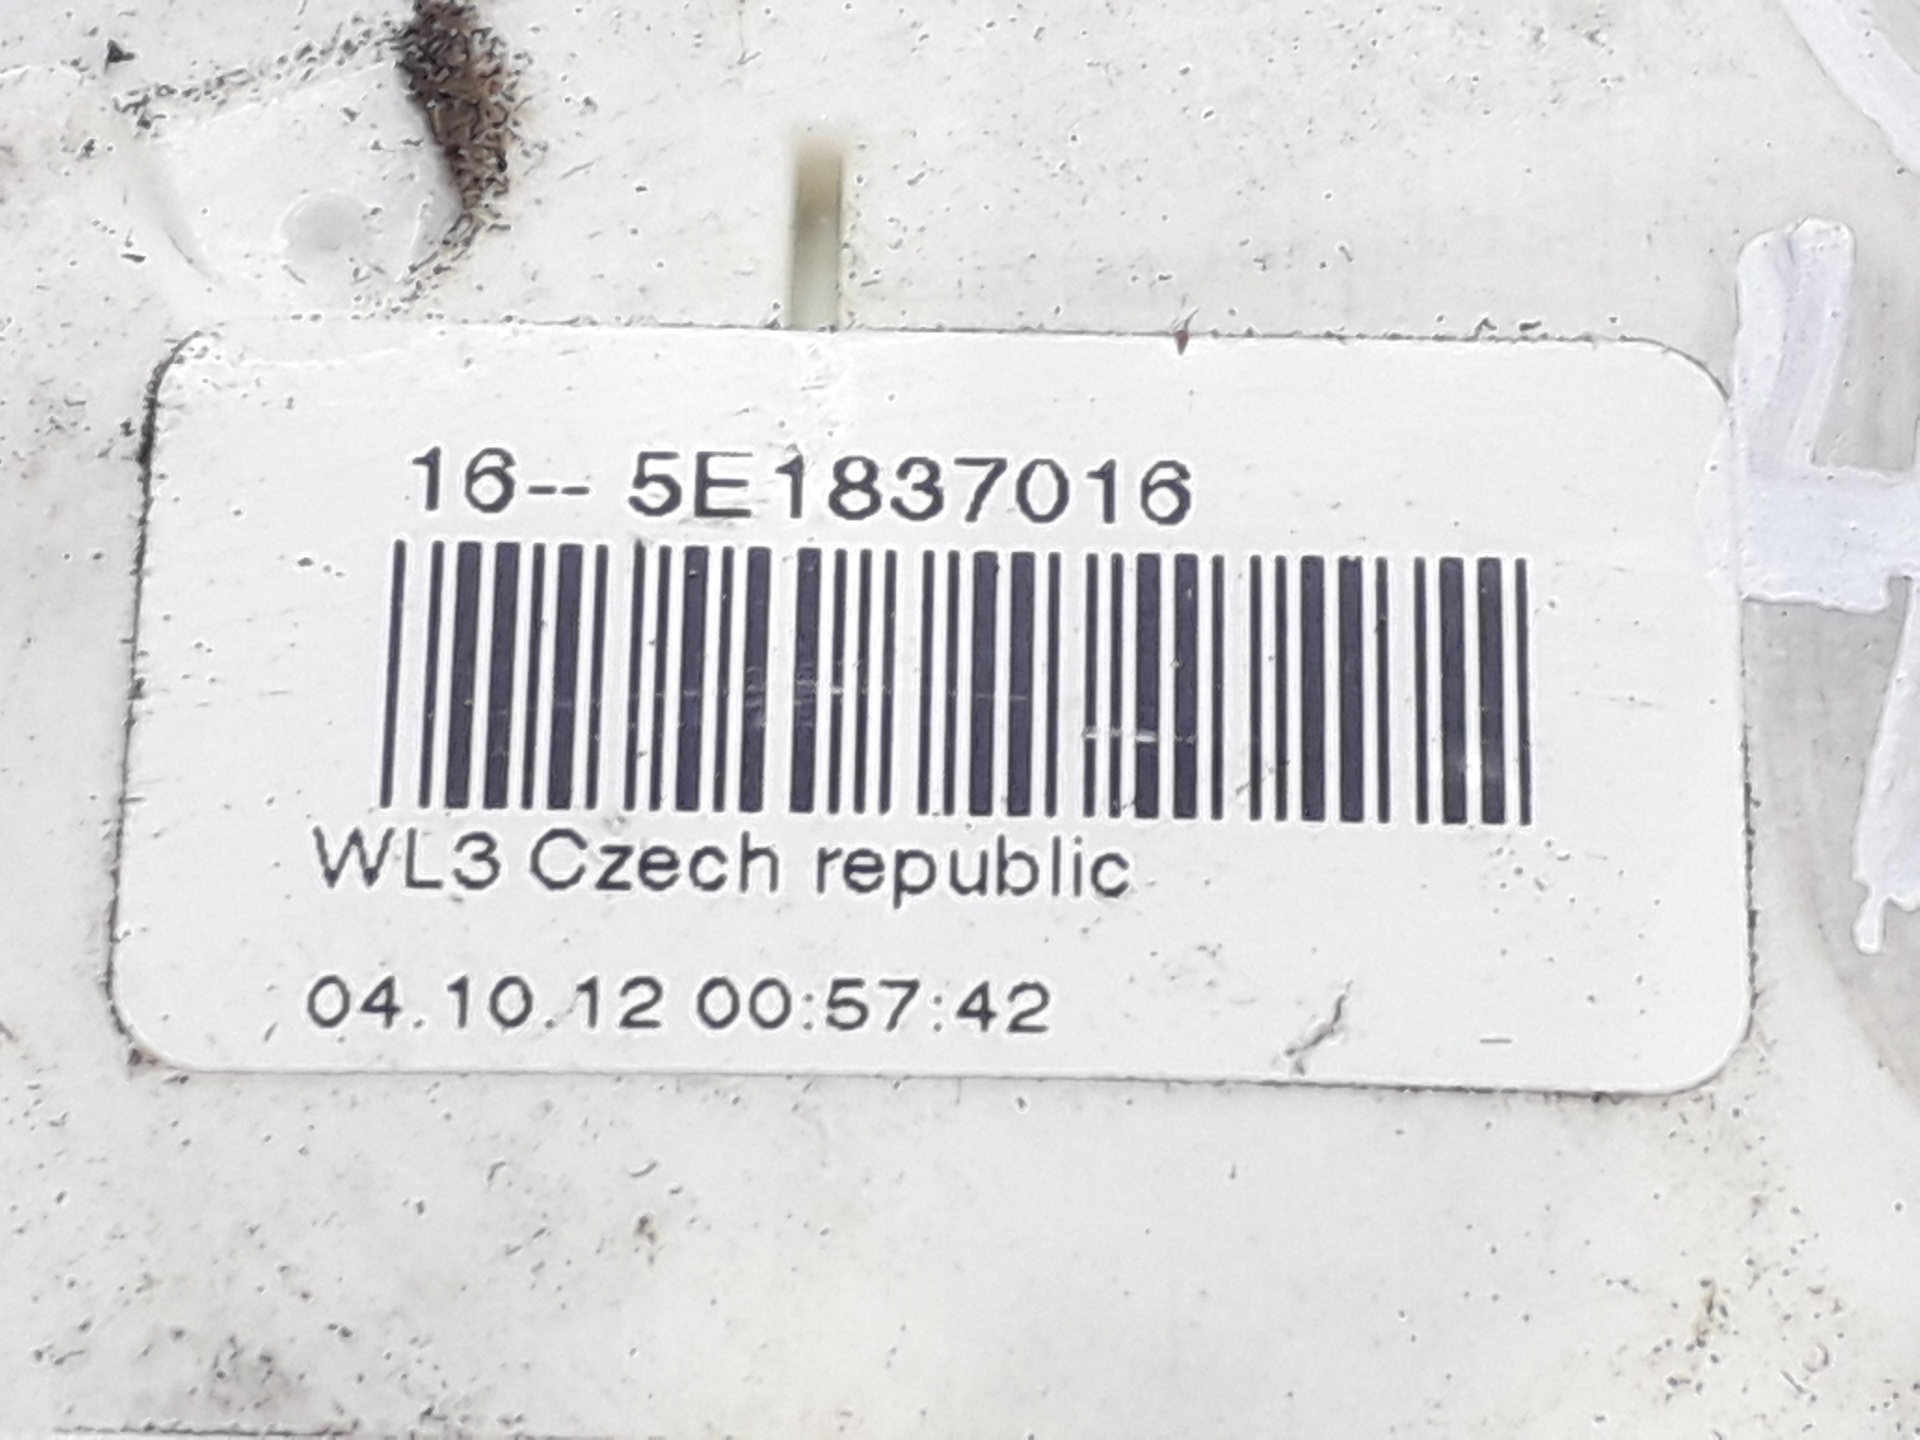 16-- 5E1837016
WL3 Czech republic
04.10.12 00:57:42